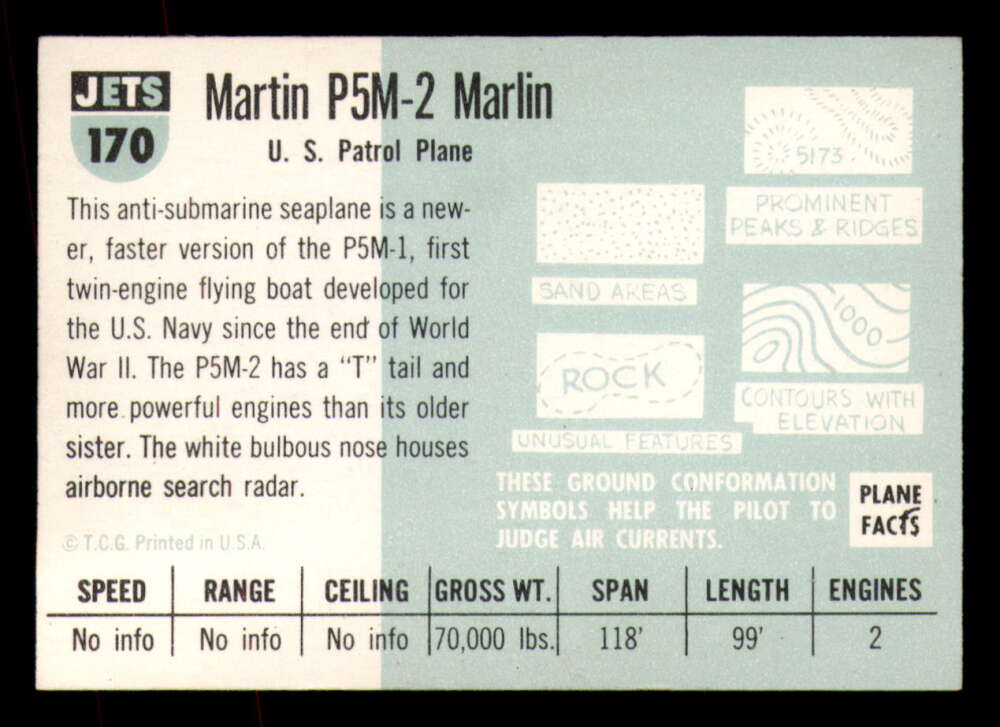 JETS
170
Martin P5M-2 Marlin
U. S. Patrol Plane
This anti-submarine seaplane is a new-
er, faster version of the P5M-1, first
twin-engine flying boat developed for
the U.S. Navy since the end of World
War II. The P5M-2 has a "T" tail and
more powerful engines than its older
sister. The white bulbous nose houses
airborne search radar.
© T.C.G. Printed in U.S.A.
5173
PROMINENT
PEAKS & RIDGES
SAND AREAS
1000
CONTOURS WITH
ELEVATION
ROCK
UNUSUAL FEATURES
THESE GROUND CONFORMATION
SYMBOLS HELP THE PILOT TO
JUDGE AIR CURRENTS.
PLANE
FACTS
SPEED RANGE CEILING GROSS WT. SPAN LENGTH ENGINES
No info No info No info 70,000 lbs. 118' 99' 2